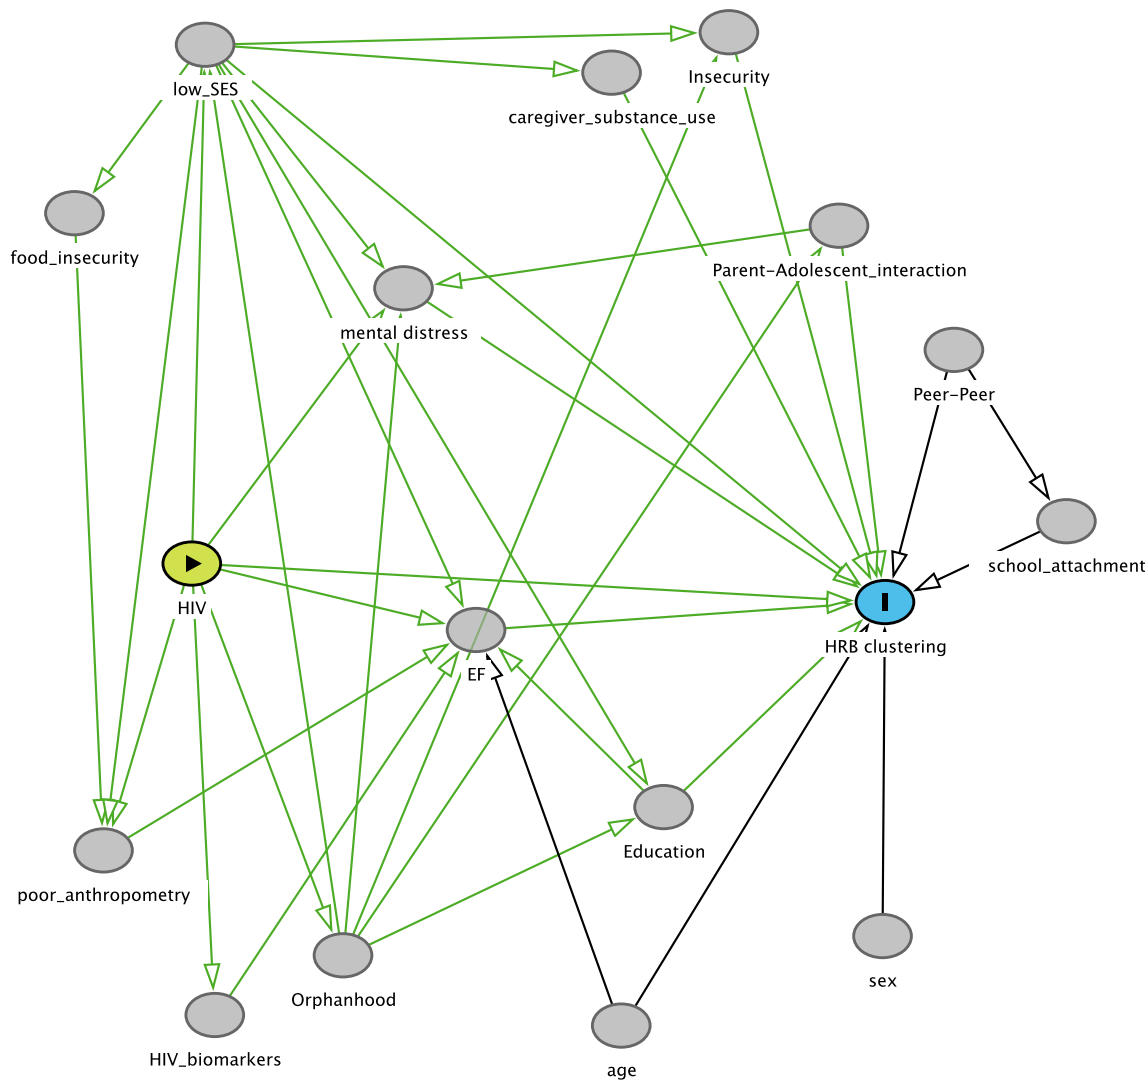 low_SES
Insecurity
caregiver_substance_use
food_insecurity
Parent-Adolescent_interaction
mental distress
Peer-Peer
school_attachment
HIV
HRB clustering
EF
Education
poor_anthropometry
sex
Orphanhood
HIV_biomarkers
age